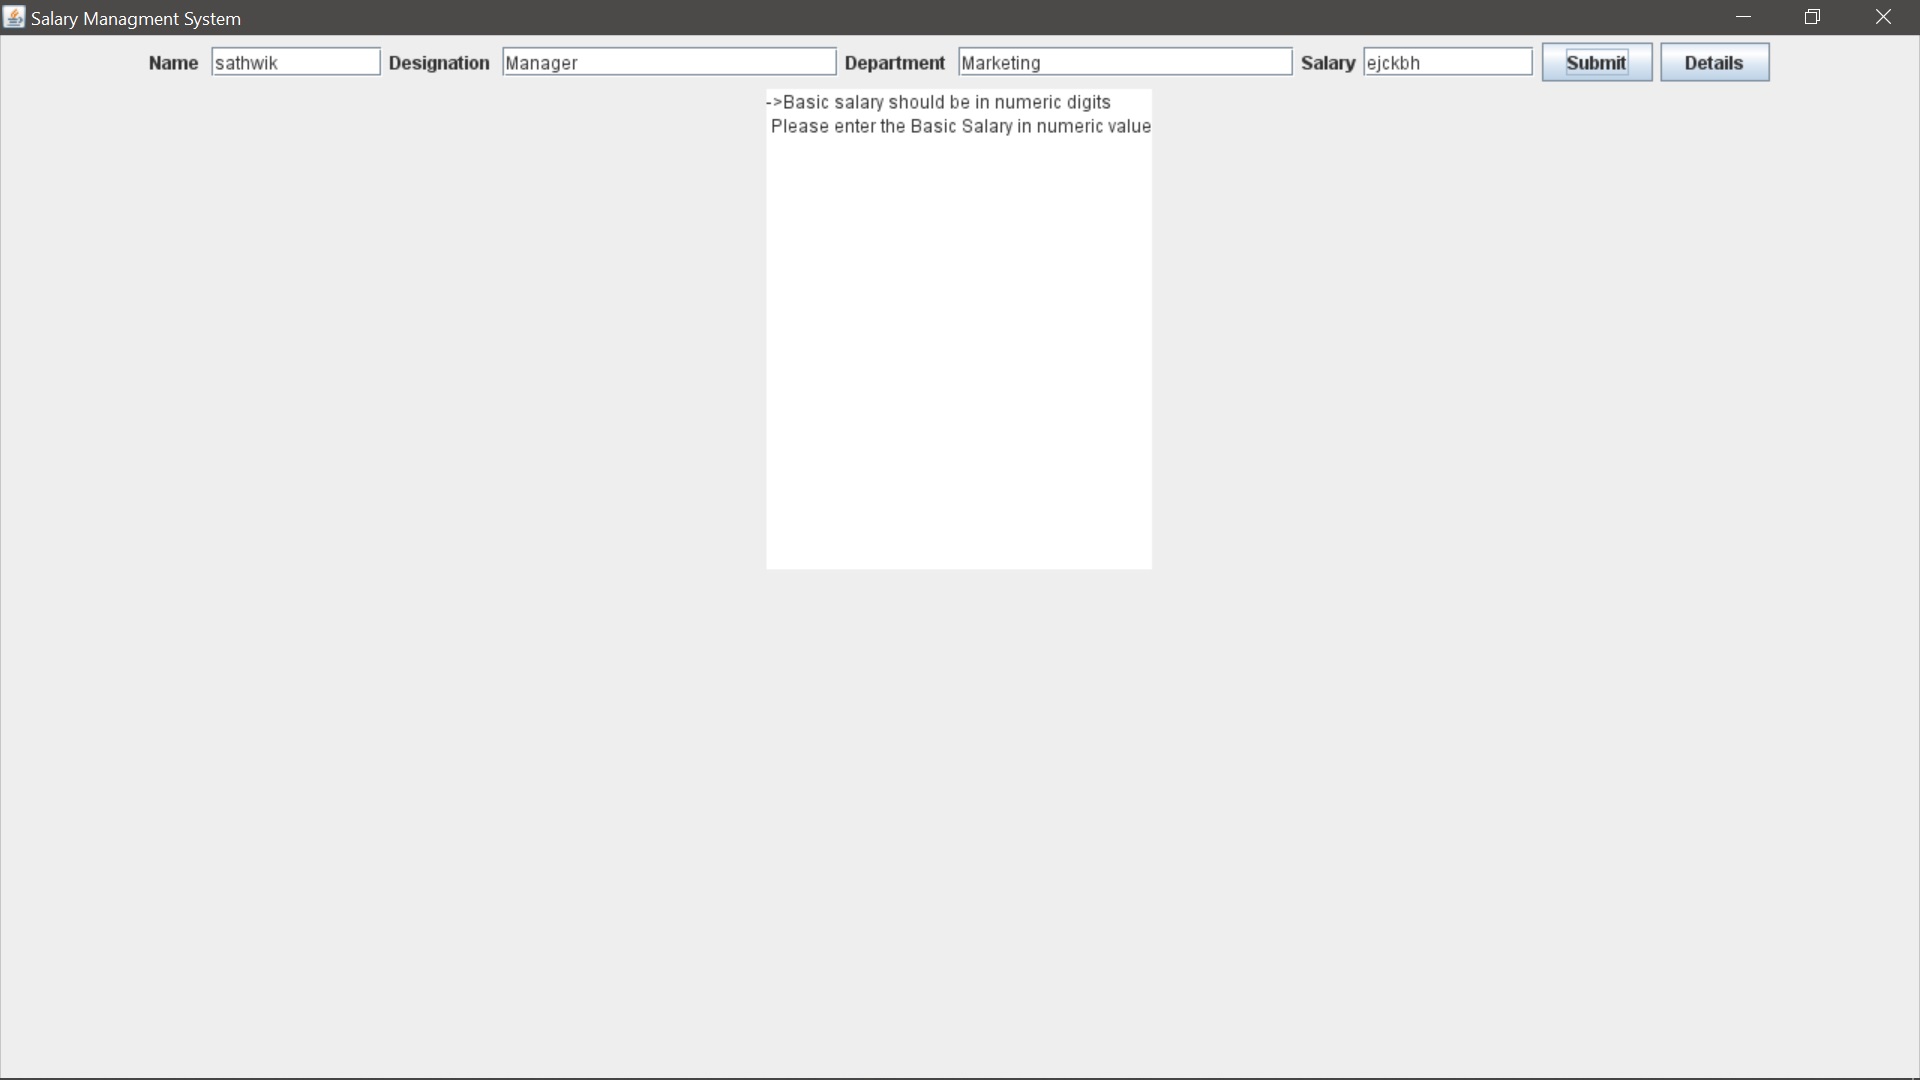 Salary Managment System
Name sathwik Designation Manager Department Marketing Salary ejckbh Submit Details
->Basic salary should be in numeric digits
Please enter the Basic Salary in numeric value